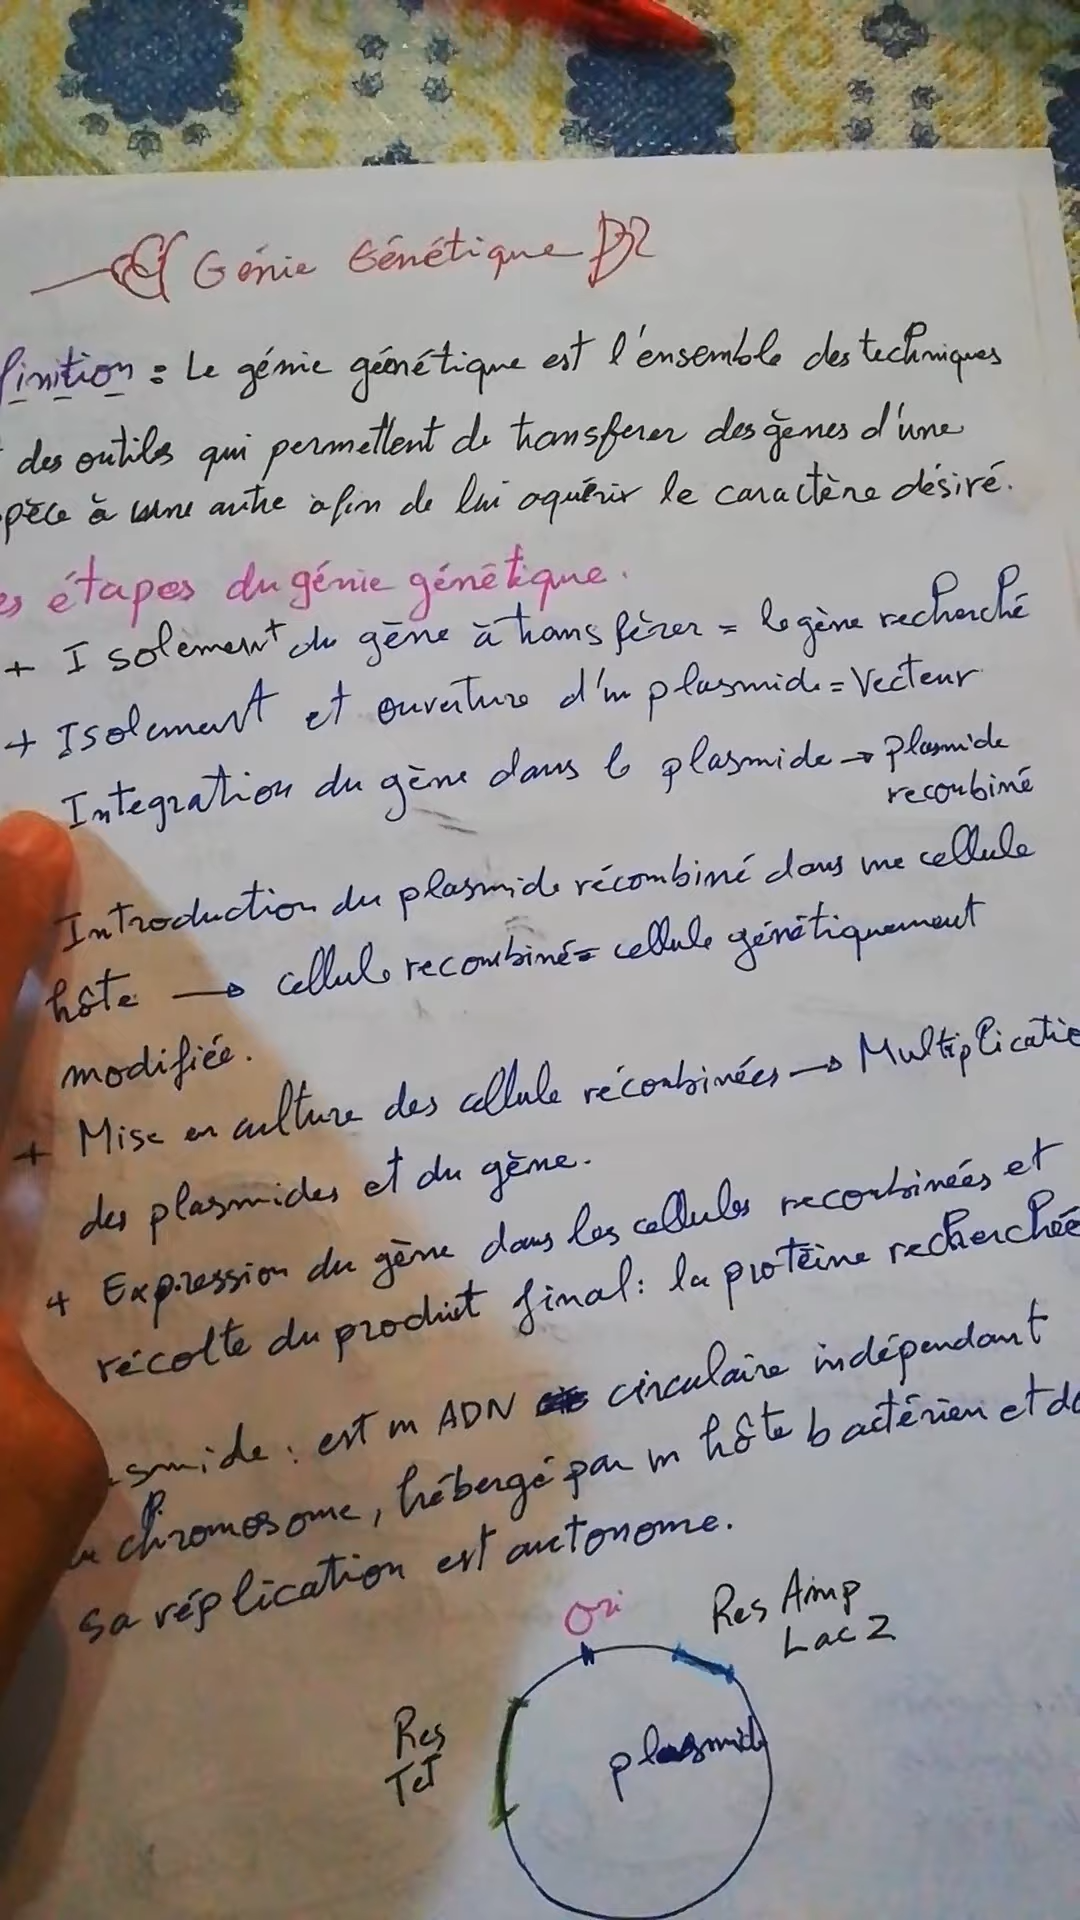 Génie Génétique
finition : Le génie géenétique est l'ensemble des techniques
des outils qui permettent de transferer des gènes d'une
pèce à une autre afin de lui aquérir le caractère désiré.
es étapes du génie génétique.
+ Isolement du gène à transférer = le gène recherché
+ Isolement et ouverture d'un plasmide = Vecteur
Integration du gène dans le plasmide → plasmide
recombiné
Introduction du plasmide récombiné dans une cellule
hôte → cellule recombiné = cellule génétiquement
modifiée.
+ Mise en culture des cellule récombinées → Multiplicatio
des plasmides et du gène.
+ Expression du gène dans les cellules recombinées et
récolte du produit final : la protéine recherchée
smide : est un ADN circulaire indépendant
chromosome, hébergé par un hôte bactérien et do
sa réplication est autonome.
Ori
Res Amp
Lac Z
Res
Tet
plasmide